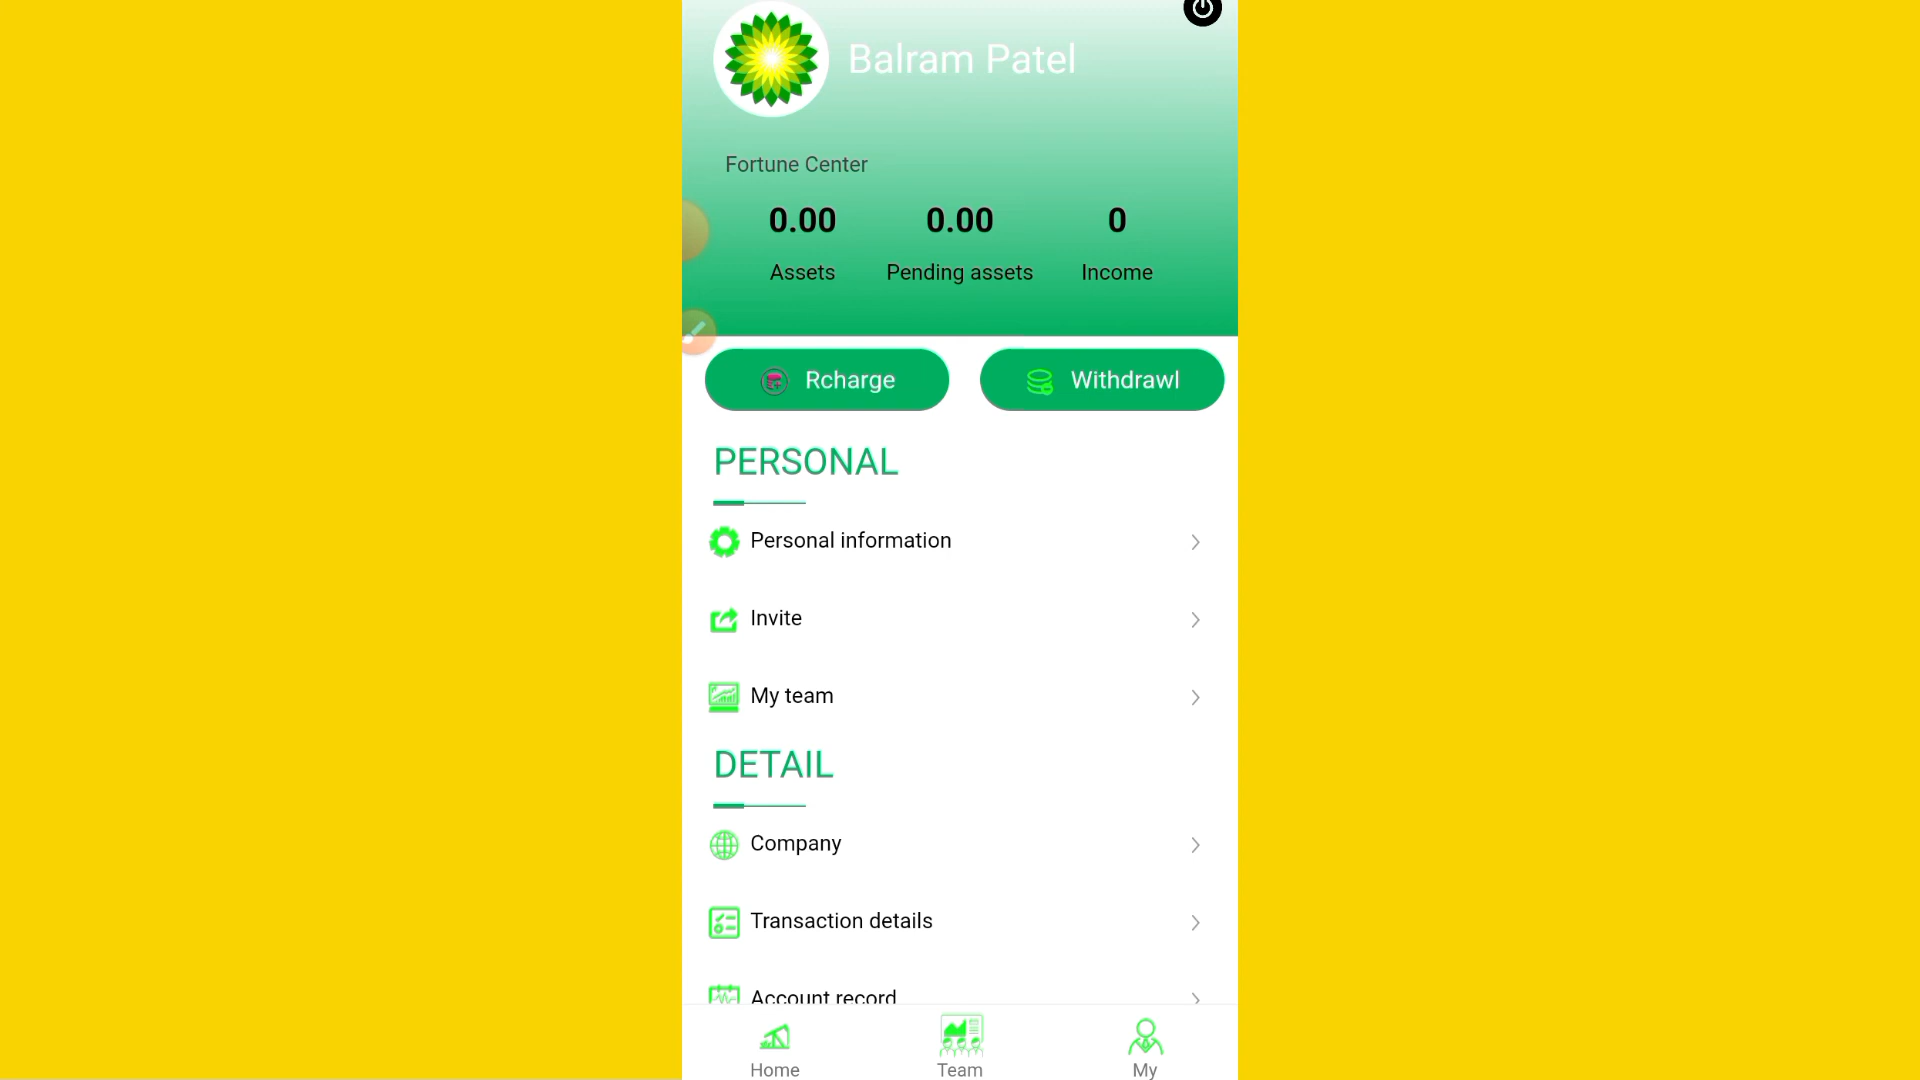 Balram Patel
Fortune Center
0.00 0.00 0
Assets Pending assets Income
Rcharge Withdrawl
PERSONAL
Personal information
Invite
My team
DETAIL
Company
Transaction details
Account record
Home Team My